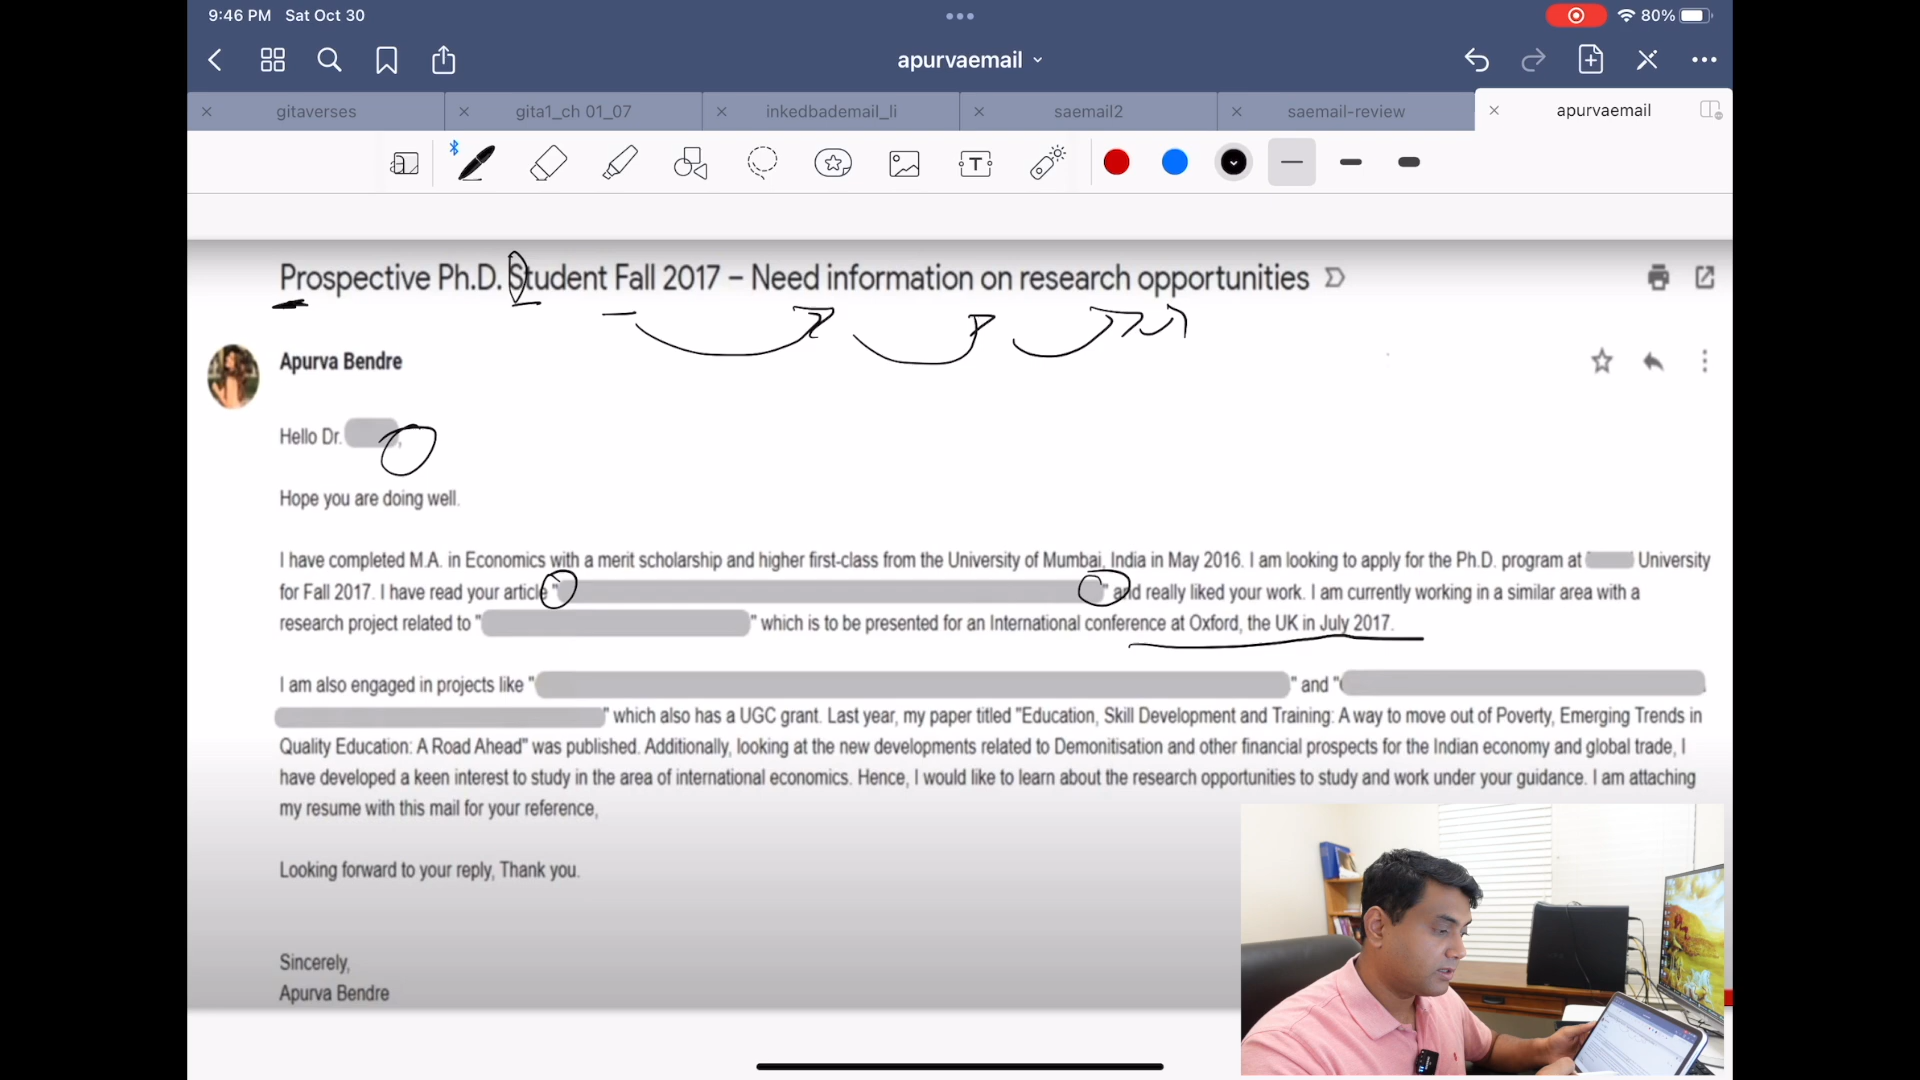 9:46 PM Sat Oct 30
80%
apurvaemail
gitaverses
gita1_ch 01_07
inkedbademail_li
saemail2
saemail-review
apurvaemail
Prospective Ph.D. Student Fall 2017 – Need information on research opportunities
Apurva Bendre
Hello Dr. ,
Hope you are doing well.
I have completed M.A. in Economics with a merit scholarship and higher first-class from the University of Mumbai, India in May 2016. I am looking to apply for the Ph.D. program at University
for Fall 2017. I have read your article " " and really liked your work. I am currently working in a similar area with a
research project related to " " which is to be presented for an International conference at Oxford, the UK in July 2017.
I am also engaged in projects like " " and "
" which also has a UGC grant. Last year, my paper titled "Education, Skill Development and Training: A way to move out of Poverty, Emerging Trends in
Quality Education: A Road Ahead" was published. Additionally, looking at the new developments related to Demonitisation and other financial prospects for the Indian economy and global trade, I
have developed a keen interest to study in the area of international economics. Hence, I would like to learn about the research opportunities to study and work under your guidance. I am attaching
my resume with this mail for your reference,
Looking forward to your reply, Thank you.
Sincerely,
Apurva Bendre